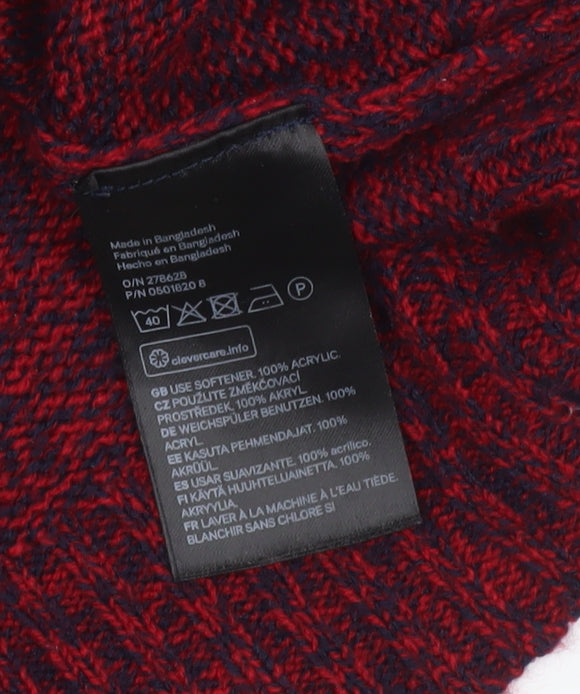 Made in Bangladesh
Fabriqué en Bangladesh
Hecho en Bangladesh
O/N 278628
P/N 0501820 8
40 P
clevercare.info
GB USE SOFTENER. 100% ACRYLIC.
CZ POUŽIJTE ZMĚKČOVACÍ
PROSTŘEDEK. 100% AKRYL
DE WEICHSPÜLER BENUTZEN. 100%
ACRYL
EE KASUTA PEHMENDAJAT. 100%
AKRÜÜL.
ES USAR SUAVIZANTE. 100% acrílico.
FI KÄYTÄ HUUHTELUAINETTA. 100%
AKRYYLIA.
FR LAVER À LA MACHINE À L'EAU TIÈDE.
BLANCHIR SANS CHLORE SI